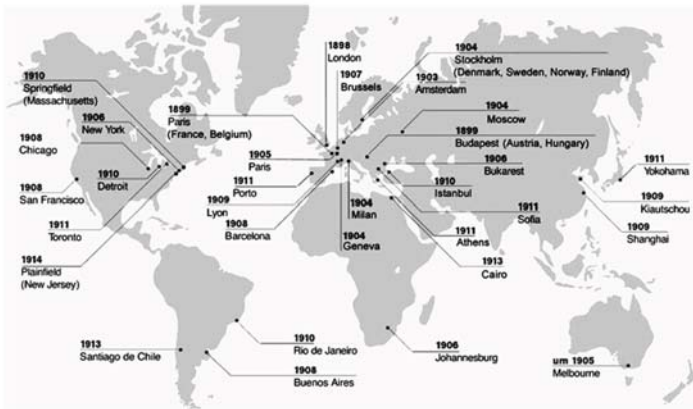 1898
London
1904
Stockholm
(Denmark, Sweden, Norway, Finland)
1907
Brussels
1903
Amsterdam
1910
Springfield
(Massachusetts)
1899
Paris
(France, Belgium)
1904
Moscow
1906
New York
1899
Budapest (Austria, Hungary)
1908
Chicago
1905
Paris
1906
Bukarest
1911
Yokohama
1910
Detroit
1911
Porto
1910
Istanbul
1908
San Francisco
1909
Lyon
1904
Milan
1911
Sofia
1909
Kiautschou
1911
Toronto
1908
Barcelona
1904
Geneva
1911
Athens
1909
Shanghai
1914
Plainfield
(New Jersey)
1913
Cairo
1913
Santiago de Chile
1910
Rio de Janeiro
1906
Johannesburg
1908
Buenos Aires
um 1905
Melbourne